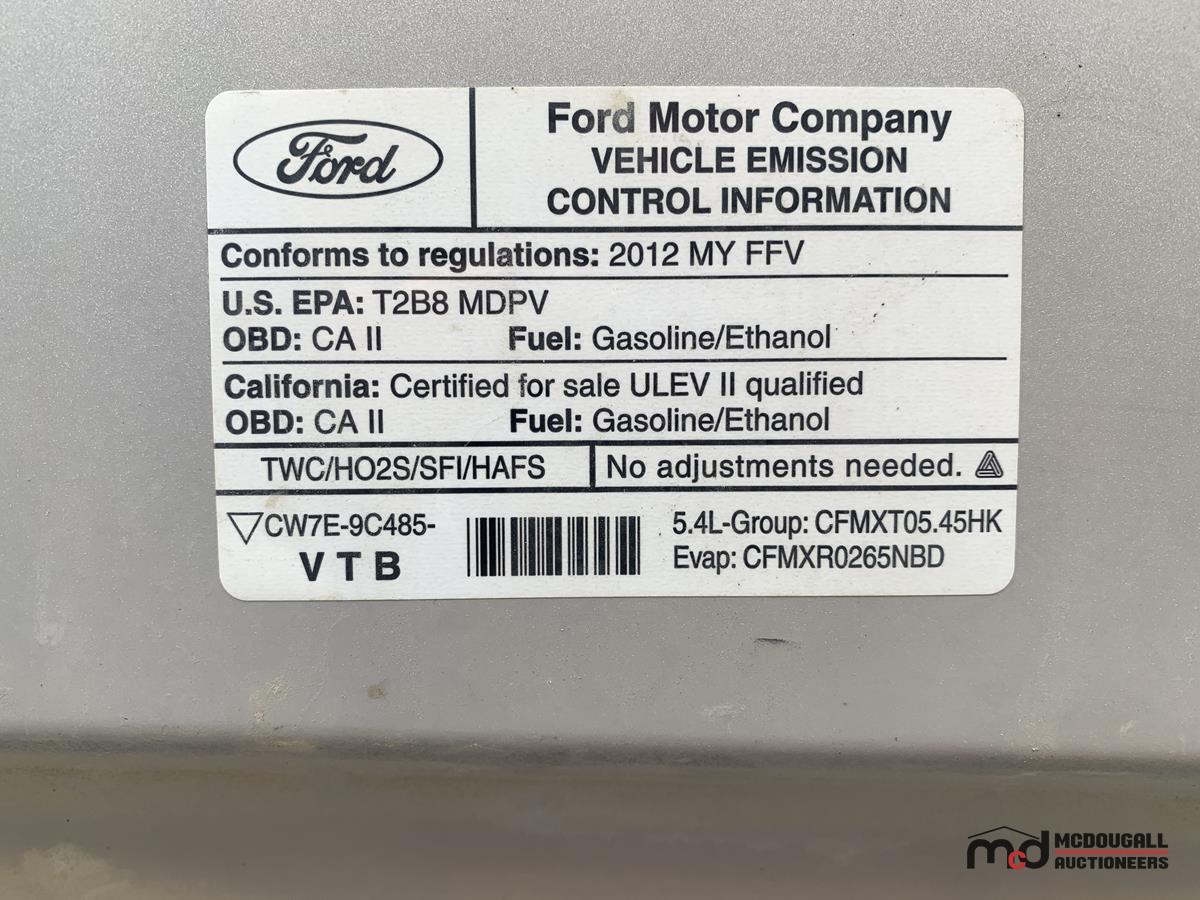 Ford
Ford Motor Company
VEHICLE EMISSION
CONTROL INFORMATION
Conforms to regulations: 2012 MY FFV
U.S. EPA: T2B8 MDPV
OBD: CA II Fuel: Gasoline/Ethanol
California: Certified for sale ULEV II qualified
OBD: CA II Fuel: Gasoline/Ethanol
TWC/HO2S/SFI/HAFS
No adjustments needed.
CW7E-9C485-
VTB
5.4L-Group: CFMXT05.45HK
Evap: CFMXR0265NBD
mcd MCDOUGALL
AUCTIONEERS